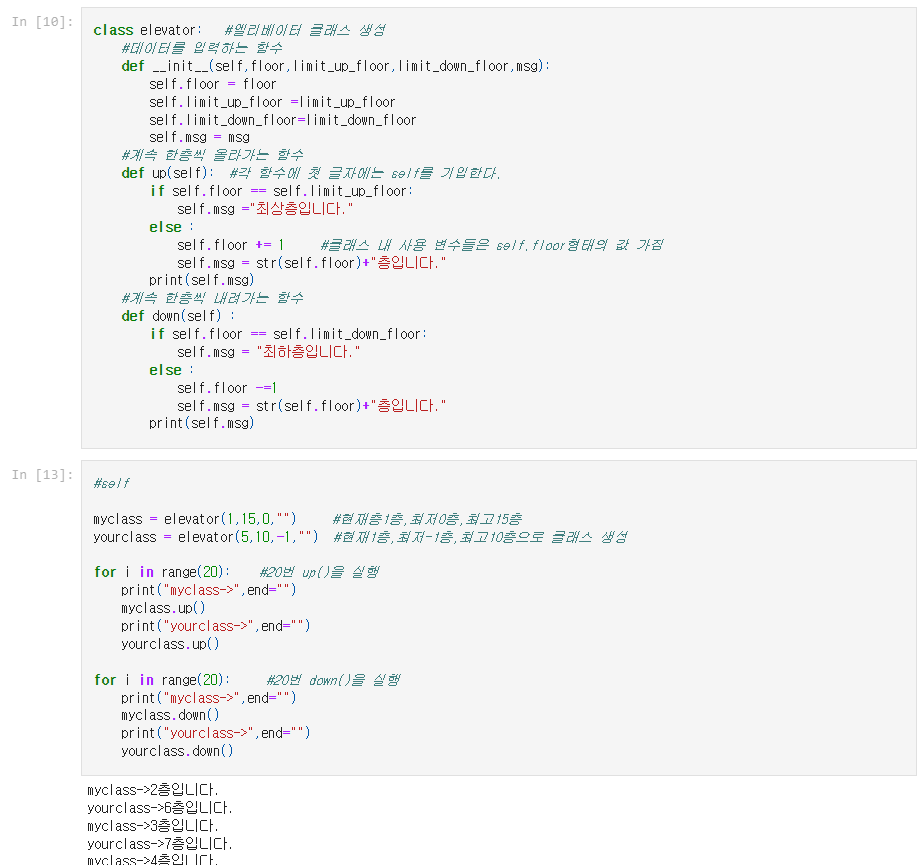 In [10]:
class elevator:   #엘리베이터 클래스 생성
    #데이터를 입력하는 함수
    def __init__(self,floor,limit_up_floor,limit_down_floor,msg):
        self.floor = floor
        self.limit_up_floor =limit_up_floor
        self.limit_down_floor=limit_down_floor
        self.msg = msg
    #계속 한층씩 올라가는 함수
    def up(self):  #각 함수에 첫 글자에는 self를 기입한다.
        if self.floor == self.limit_up_floor:
            self.msg ="최상층입니다."
        else :
            self.floor += 1     #클래스 내 사용 변수들은 self.floor형태의 값 가짐
            self.msg = str(self.floor)+"층입니다."
        print(self.msg)
    #계속 한층씩 내려가는 함수
    def down(self) :
        if self.floor == self.limit_down_floor:
            self.msg = "최하층입니다."
        else :
            self.floor -=1
            self.msg = str(self.floor)+"층입니다."
        print(self.msg)
In [13]:
#self
myclass = elevator(1,15,0,"")     #현재층1층,최저0층,최고15층
yourclass = elevator(5,10,-1,"")  #현재1층,최저-1층,최고10층으로 클래스 생성
for i in range(20):    #20번 up()을 실행
    print("myclass->",end="")
    myclass.up()
    print("yourclass->",end="")
    yourclass.up()
for i in range(20):     #20번 down()을 실행
    print("myclass->",end="")
    myclass.down()
    print("yourclass->",end="")
    yourclass.down()
myclass->2층입니다.
yourclass->6층입니다.
myclass->3층입니다.
yourclass->7층입니다.
myclass->4층입니다.